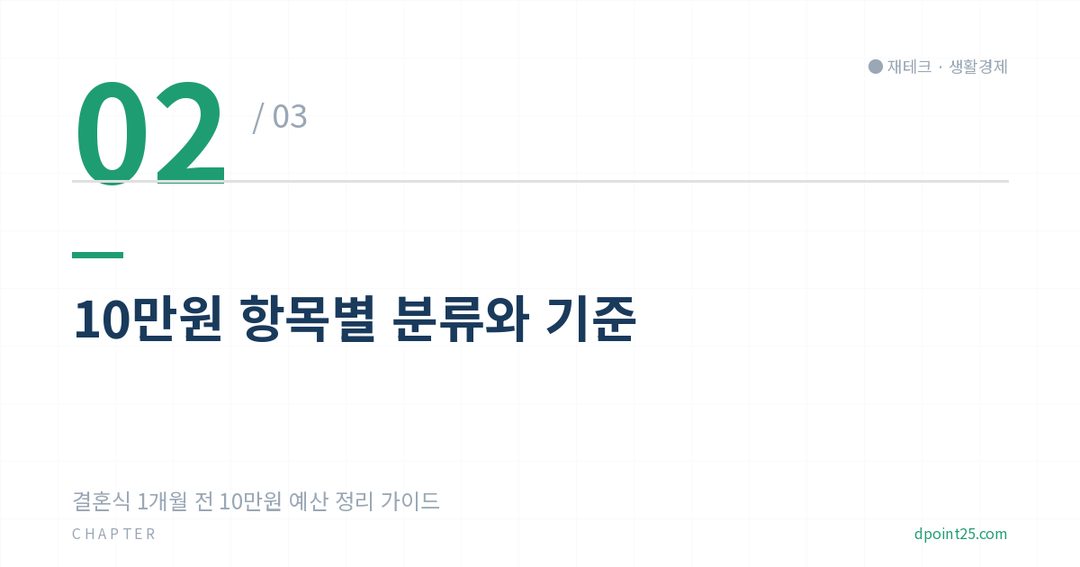 02 / 03
● 재테크 · 생활경제
10만원 항목별 분류와 기준
결혼식 1개월 전 10만원 예산 정리 가이드
CHAPTER
dpoint25.com